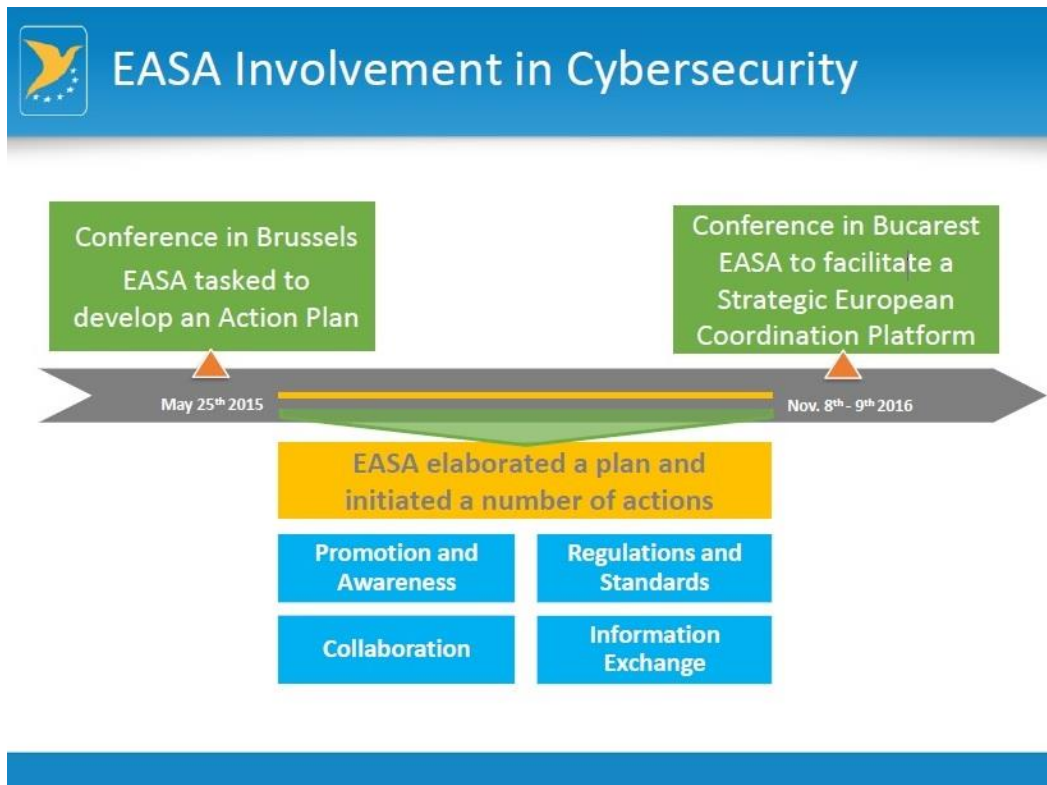 EASA Involvement in Cybersecurity
Conference in Brussels
EASA tasked to
develop an Action Plan
Conference in Bucarest
EASA to facilitate a
Strategic European
Coordination Platform
May 25th 2015
Nov. 8th - 9th 2016
EASA elaborated a plan and
initiated a number of actions
Promotion and
Awareness
Regulations and
Standards
Collaboration
Information
Exchange